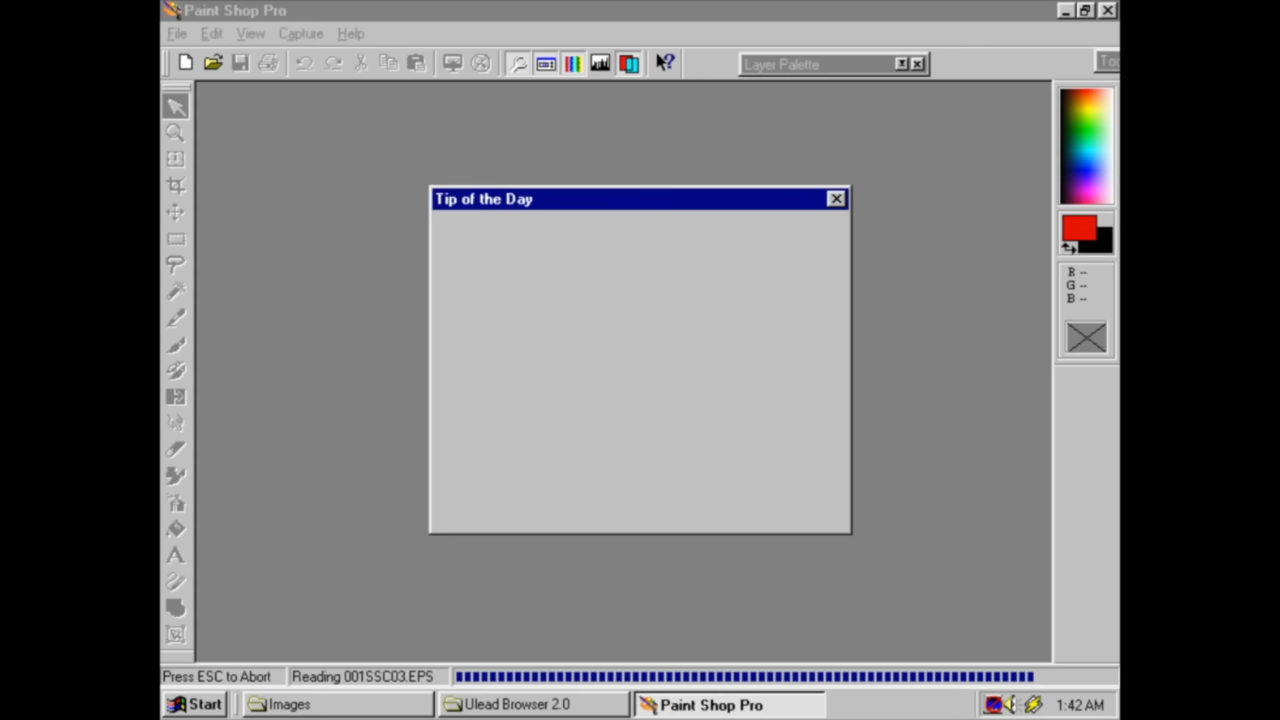 Paint Shop Pro
File Edit View Capture Help
Layer Palette
Tip of the Day
R --
G --
B --
Press ESC to Abort Reading 001SSC03.EPS
Start Images Ulead Browser 2.0 Paint Shop Pro 1:42 AM